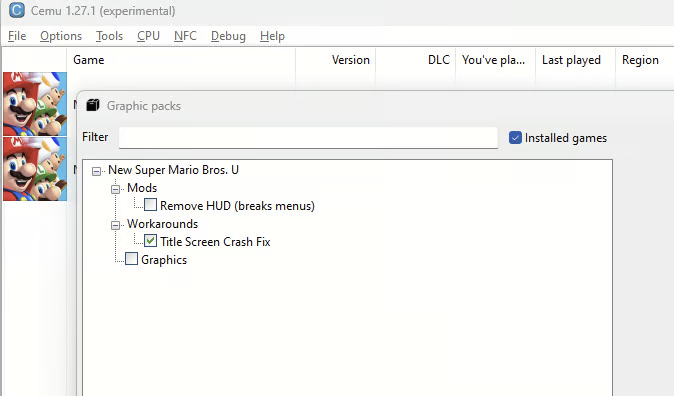 Cemu 1.27.1 (experimental)
File Options Tools CPU NFC Debug Help
Game Version DLC You've pla... Last played Region
Graphic packs
Filter Installed games
New Super Mario Bros. U
Mods
Remove HUD (breaks menus)
Workarounds
Title Screen Crash Fix
Graphics